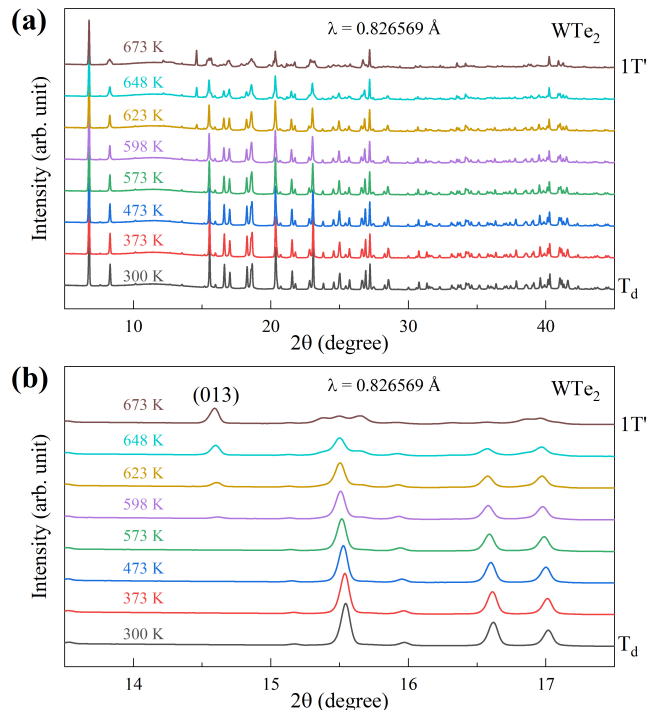 (a)
λ = 0.826569 Å
WTe₂
673 K
1T'
648 K
623 K
598 K
573 K
473 K
373 K
300 K
T_d
Intensity (arb. unit)
10
20
30
40
2θ (degree)
(b)
λ = 0.826569 Å
WTe₂
(013)
673 K
1T'
648 K
623 K
598 K
573 K
473 K
373 K
300 K
T_d
Intensity (arb. unit)
14
15
16
17
2θ (degree)